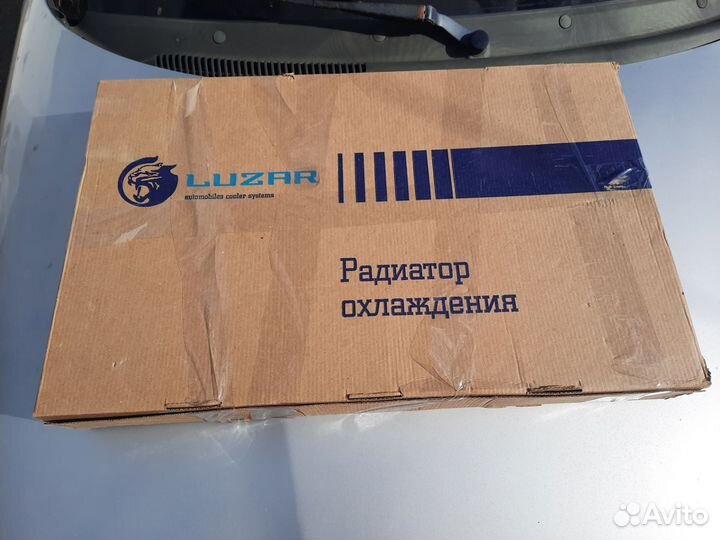 LUZAR
automobiles cooler systems
Радиатор
охлаждения
Avito